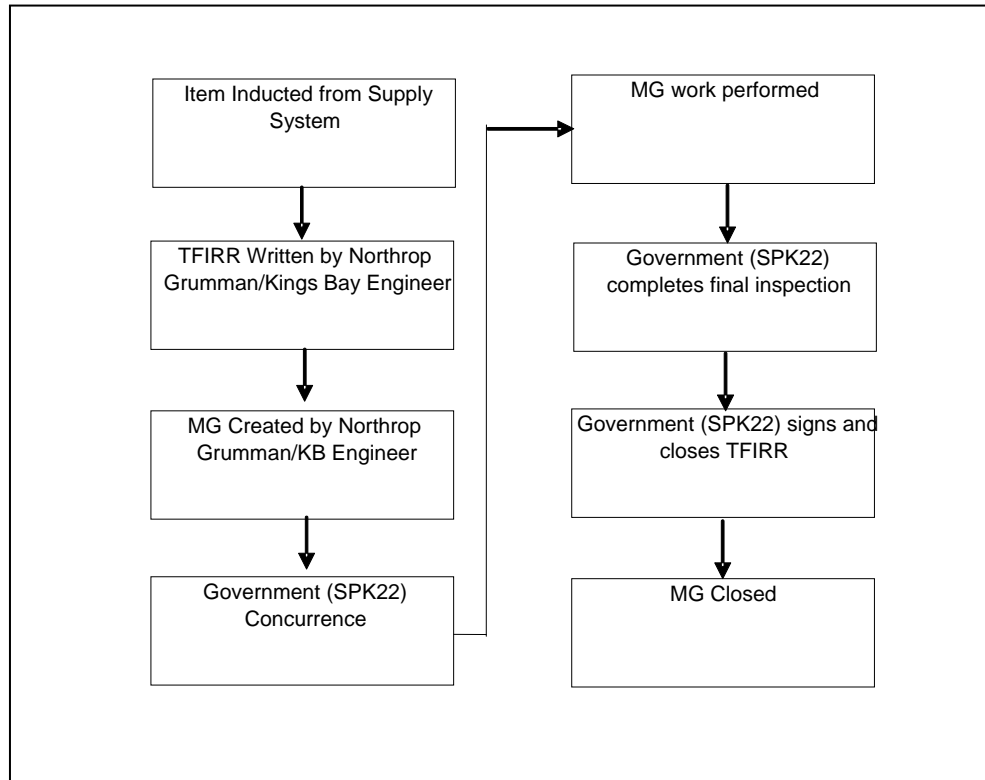 Item Inducted from Supply
System
TFIRR Written by Northrop
Grumman/Kings Bay Engineer
MG Created by Northrop
Grumman/KB Engineer
Government (SPK22)
Concurrence
MG work performed
Government (SPK22)
completes final inspection
Government (SPK22) signs and
closes TFIRR
MG Closed